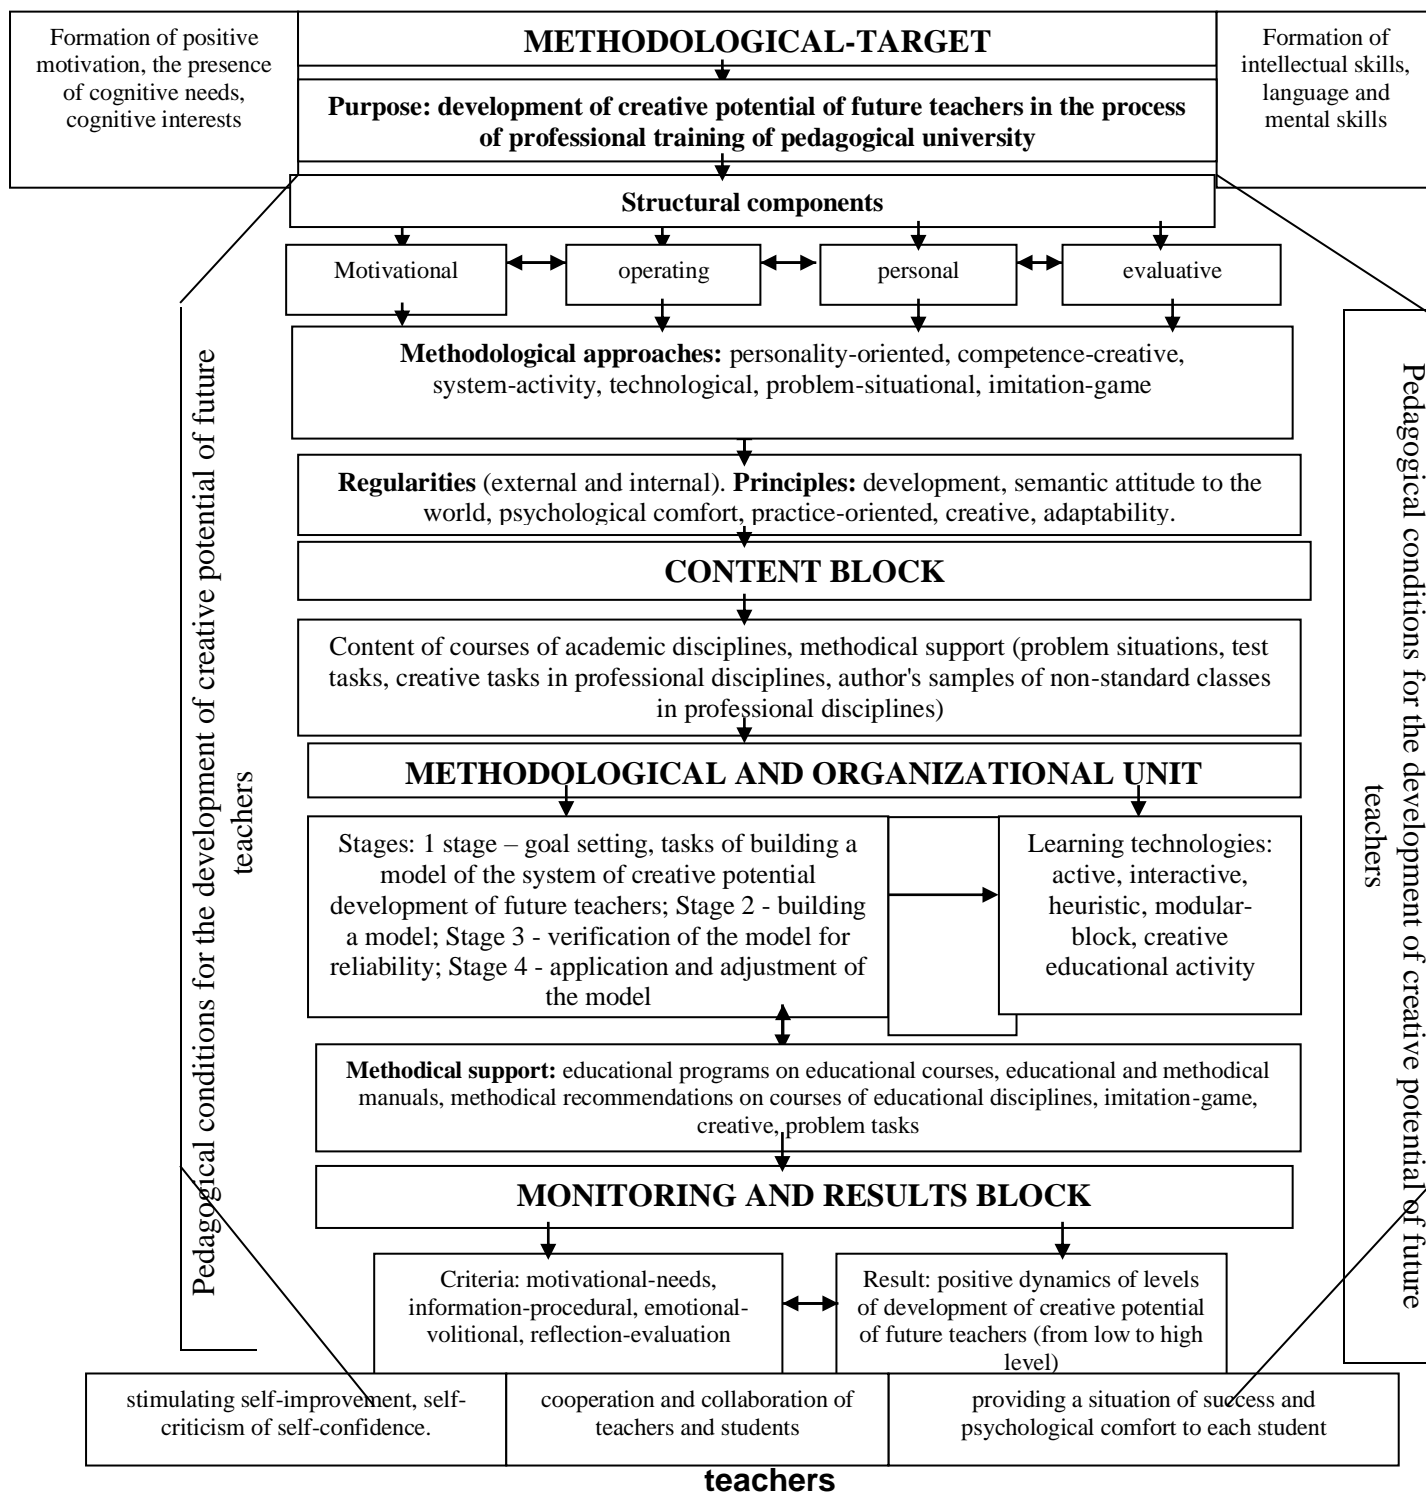 Formation of positive
motivation, the presence
of cognitive needs,
cognitive interests
METHODOLOGICAL-TARGET
Formation of
intellectual skills,
language and
mental skills
Purpose: development of creative potential of future teachers in the process
of professional training of pedagogical university
Structural components
Motivational
operating
personal
evaluative
Methodological approaches: personality-oriented, competence-creative,
system-activity, technological, problem-situational, imitation-game
Regularities (external and internal). Principles: development, semantic attitude to the
world, psychological comfort, practice-oriented, creative, adaptability.
CONTENT BLOCK
Content of courses of academic disciplines, methodical support (problem situations, test
tasks, creative tasks in professional disciplines, author's samples of non-standard classes
in professional disciplines)
METHODOLOGICAL AND ORGANIZATIONAL UNIT
Stages: 1 stage – goal setting, tasks of building a
model of the system of creative potential
development of future teachers; Stage 2 - building
a model; Stage 3 - verification of the model for
reliability; Stage 4 - application and adjustment of
the model
Learning technologies:
active, interactive,
heuristic, modular-
block, creative
educational activity
Methodical support: educational programs on educational courses, educational and methodical
manuals, methodical recommendations on courses of educational disciplines, imitation-game,
creative, problem tasks
MONITORING AND RESULTS BLOCK
Criteria: motivational-needs,
information-procedural, emotional-
volitional, reflection-evaluation
Result: positive dynamics of levels
of development of creative potential
of future teachers (from low to high
level)
Pedagogical conditions for the development of creative potential of future
teachers
Pedagogical conditions for the development of creative potential of future
teachers
stimulating self-improvement, self-
criticism of self-confidence.
cooperation and collaboration of
teachers and students
providing a situation of success and
psychological comfort to each student
teachers